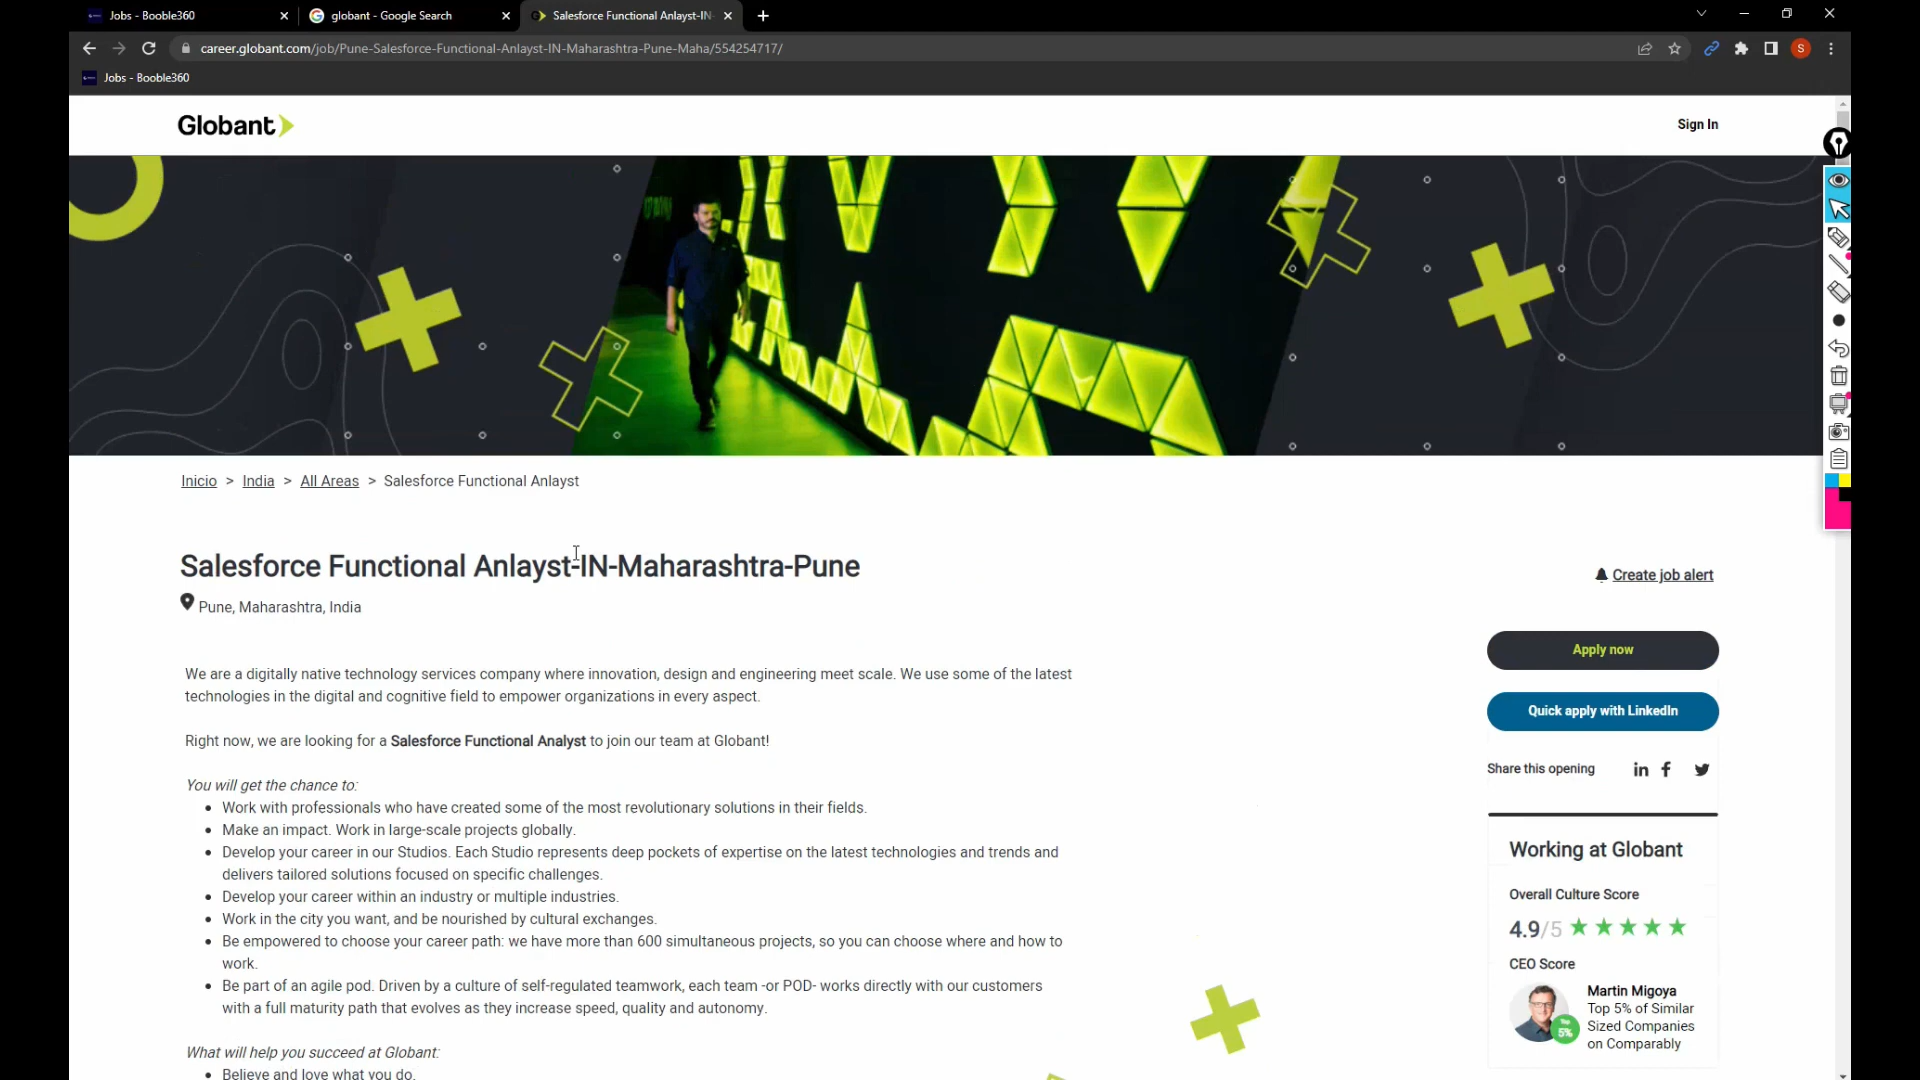 Jobs - Booble360
globant - Google Search
Salesforce Functional Anlayst-IN-
career.globant.com/job/Pune-Salesforce-Functional-Anlayst-IN-Maharashtra-Pune-Maha/554254717/
S
Jobs - Booble360
Globant
Sign In
Inicio > India > All Areas > Salesforce Functional Anlayst
Salesforce Functional Anlayst-IN-Maharashtra-Pune
Create job alert
Pune, Maharashtra, India
Apply now
We are a digitally native technology services company where innovation, design and engineering meet scale. We use some of the latest
technologies in the digital and cognitive field to empower organizations in every aspect.
Quick apply with LinkedIn
Right now, we are looking for a Salesforce Functional Analyst to join our team at Globant!
Share this opening
You will get the chance to:
• Work with professionals who have created some of the most revolutionary solutions in their fields.
• Make an impact. Work in large-scale projects globally.
• Develop your career in our Studios. Each Studio represents deep pockets of expertise on the latest technologies and trends and
delivers tailored solutions focused on specific challenges.
• Develop your career within an industry or multiple industries.
• Work in the city you want, and be nourished by cultural exchanges.
• Be empowered to choose your career path: we have more than 600 simultaneous projects, so you can choose where and how to
work.
• Be part of an agile pod. Driven by a culture of self-regulated teamwork, each team -or POD- works directly with our customers
with a full maturity path that evolves as they increase speed, quality and autonomy.
What will help you succeed at Globant:
• Believe and love what you do.
Working at Globant
Overall Culture Score
4.9/5
CEO Score
Martin Migoya
Top 5% of Similar
Sized Companies
on Comparably
Top
5%